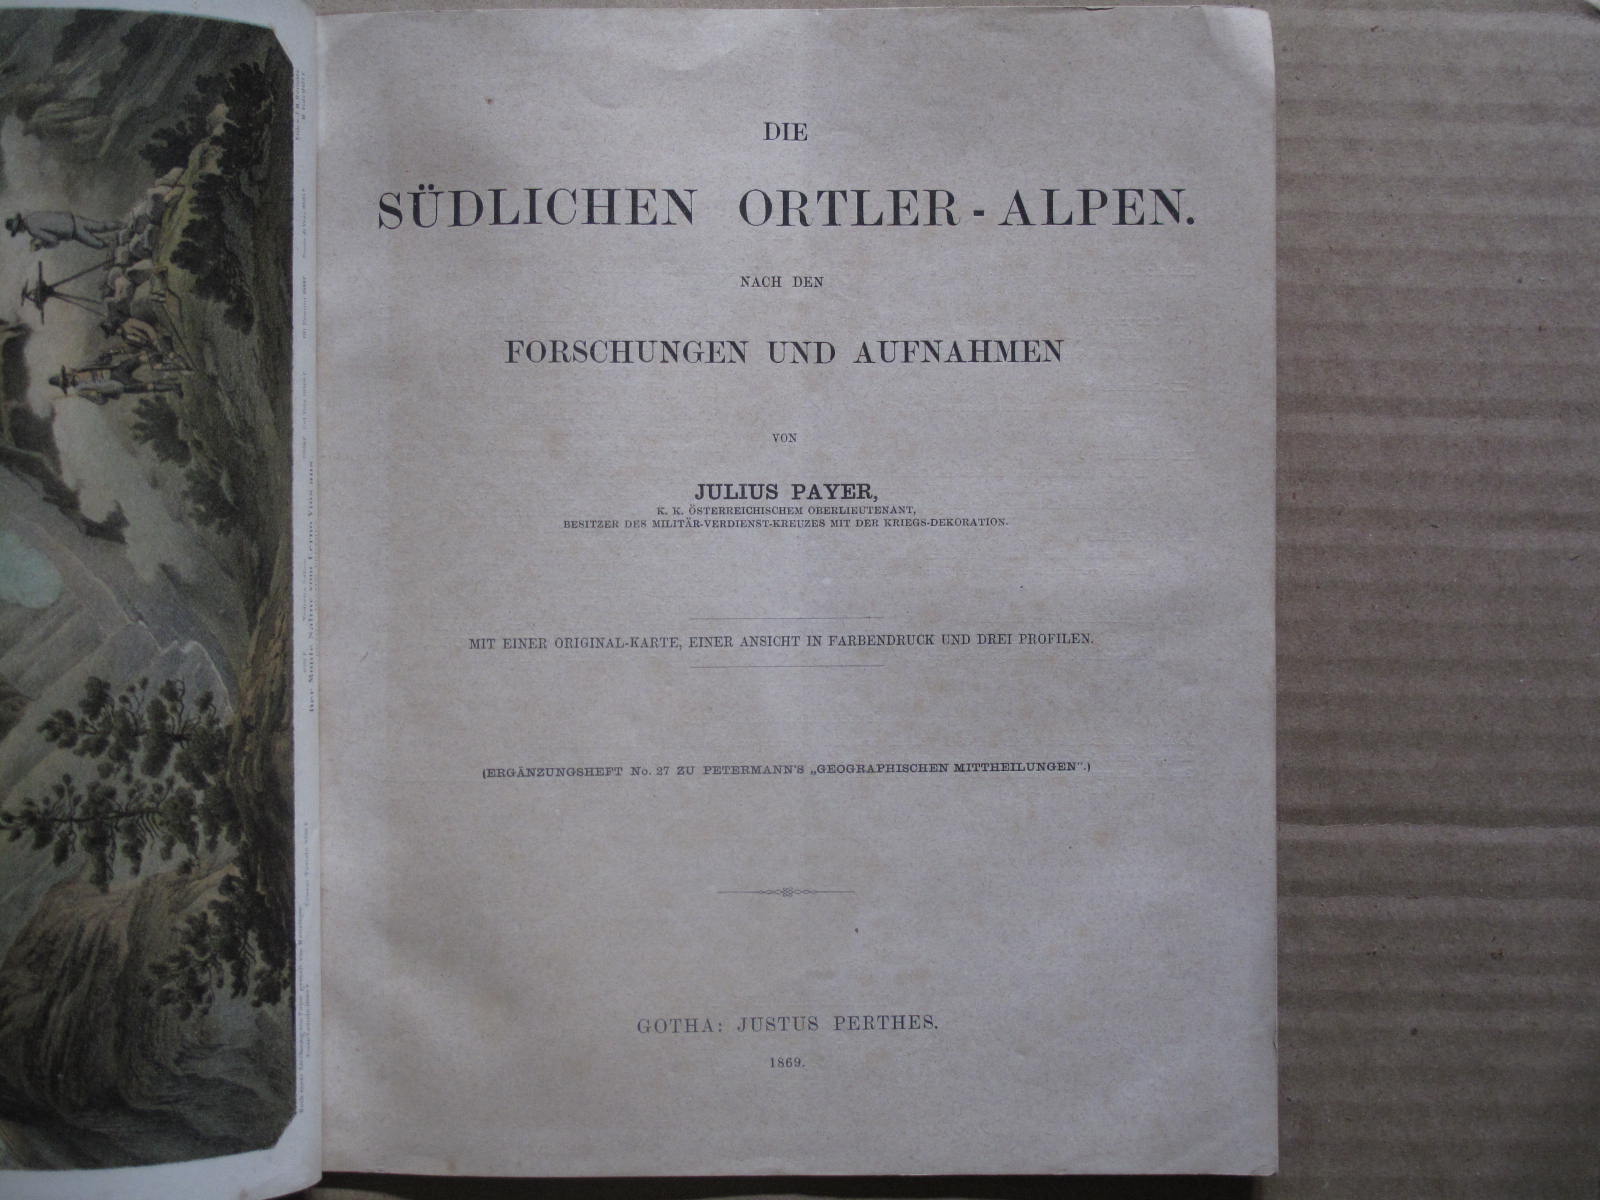 DIE
SÜDLICHEN ORTLER-ALPEN.
NACH DEN
FORSCHUNGEN UND AUFNAHMEN
VON
JULIUS PAYER,
K. K. ÖSTERREICHISCHEM OBERLIEUTENANT,
BESITZER DES MILITÄR-VERDIENST-KREUZES MIT DER KRIEGS-DEKORATION.
MIT EINER ORIGINAL-KARTE, EINER ANSICHT IN FARBENDRUCK UND DREI PROFILEN.
(ERGÄNZUNGSHEFT No. 27 ZU PETERMANN'S „GEOGRAPHISCHEN MITTHEILUNGEN".)
GOTHA: JUSTUS PERTHES.
1869.